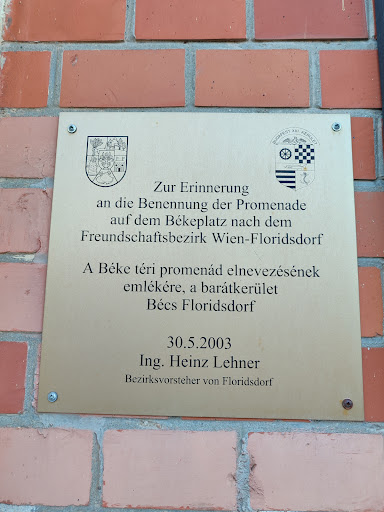 Zur Erinnerung
an die Benennung der Promenade
auf dem Békeplatz nach dem
Freundschaftsbezirk Wien-Floridsdorf
A Béke téri promenád elnevezésének
emlékére, a barátkerület
Bécs Floridsdorf
30.5.2003
Ing. Heinz Lehner
Bezirksvorsteher von Floridsdorf